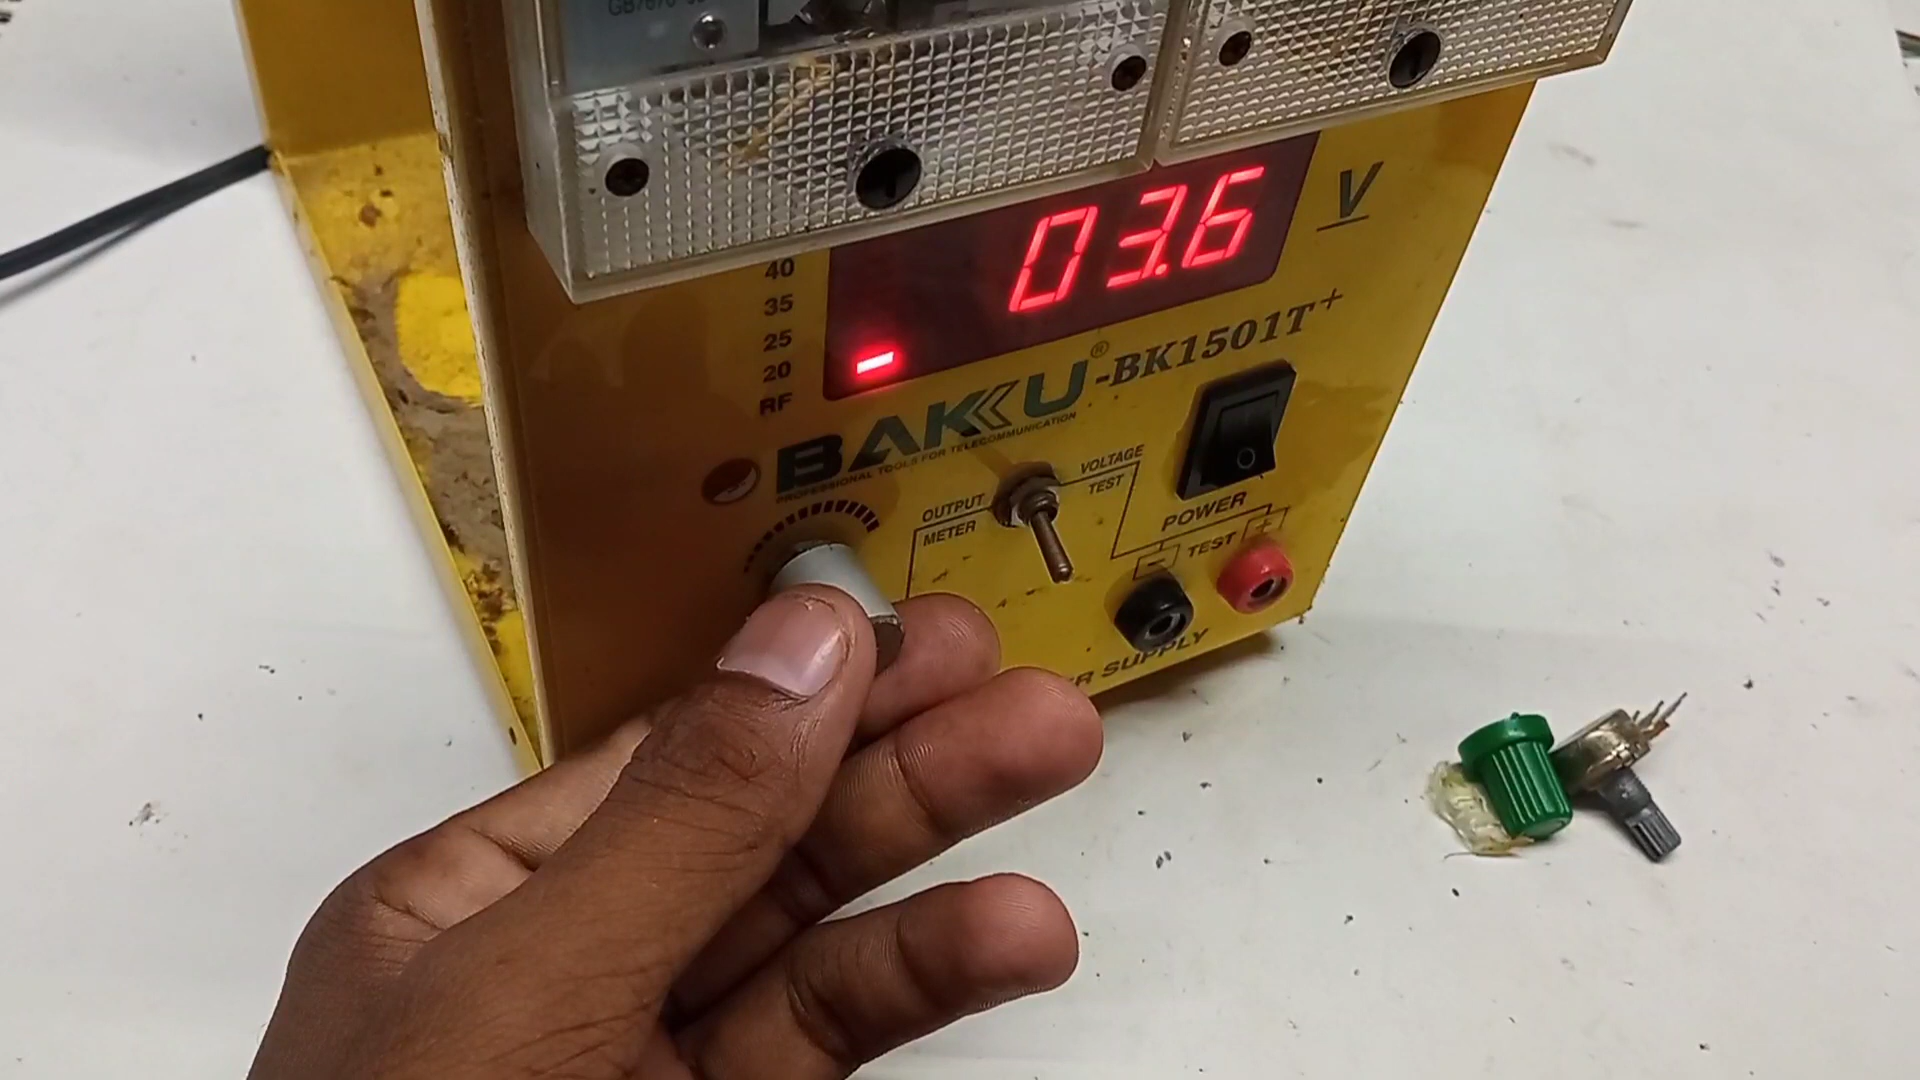 03.6
V
40
35
25
20
RF
BAKU®-BK1501T+
PROFESSIONAL TOOLS FOR TELECOMMUNICATION
OUTPUT
METER
VOLTAGE
TEST
POWER
- TEST +
SUPPLY